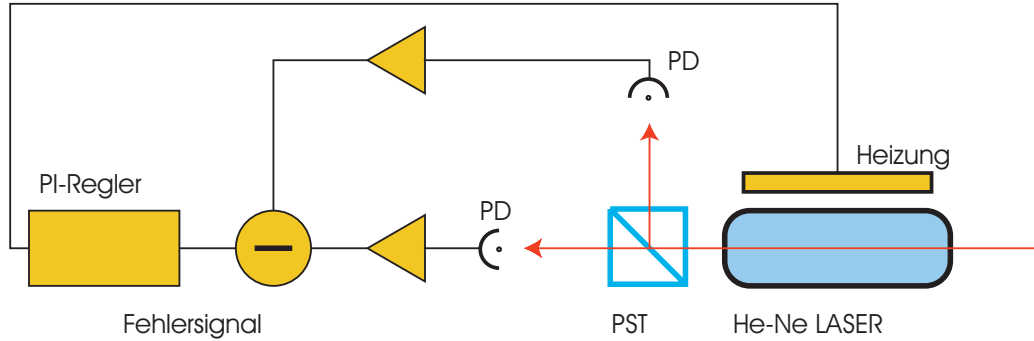 PD
Heizung
PI-Regler
PD
Fehlersignal
PST
He-Ne LASER